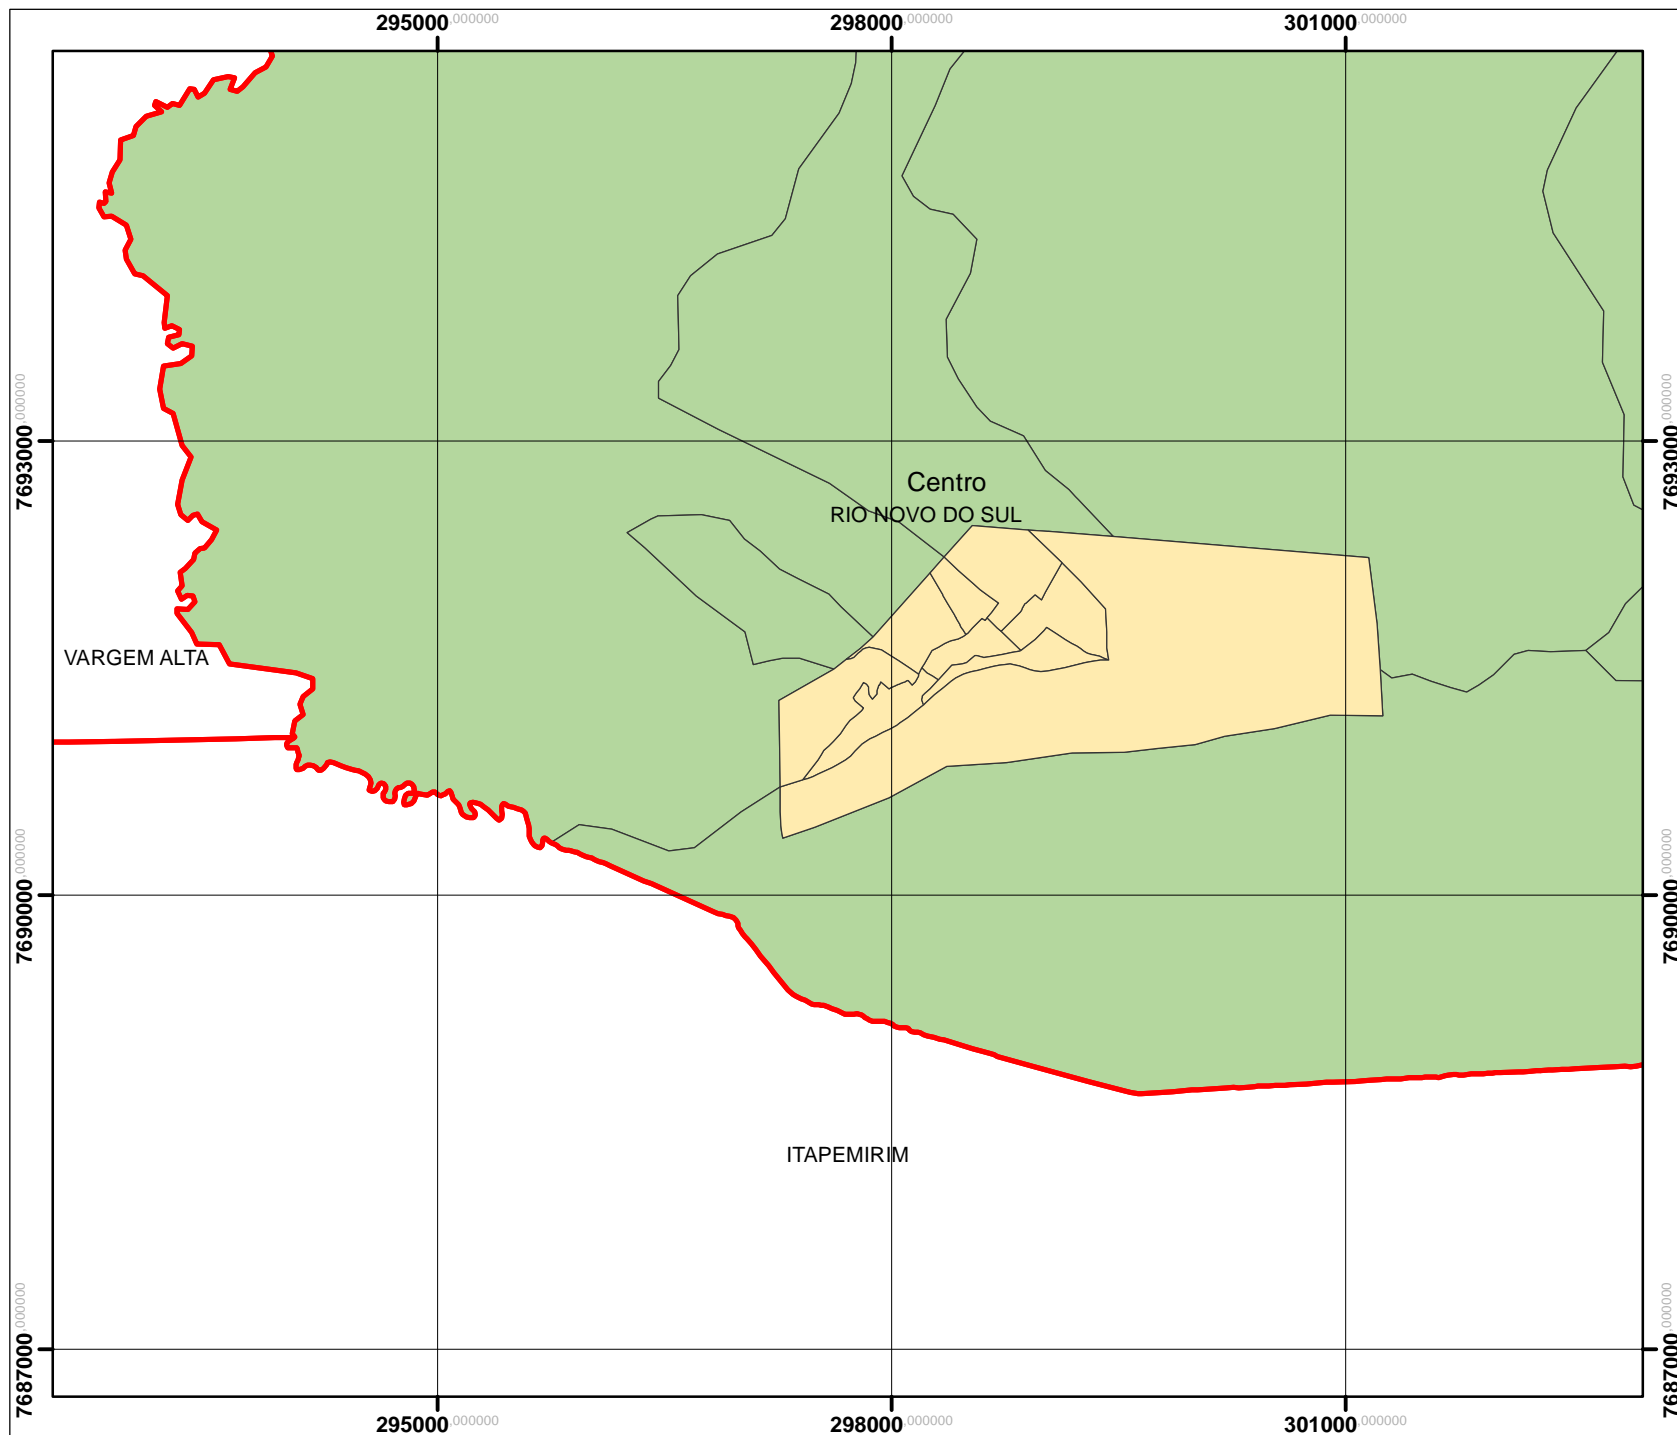 295000,000000 298000,000000 301000,000000
7693000,000000 7693000,000000
Centro
RIO NOVO DO SUL
VARGEM ALTA
7690000,000000 7690000,000000
ITAPEMIRIM
7687000,000000 7687000,000000
295000,000000 298000,000000 301000,000000